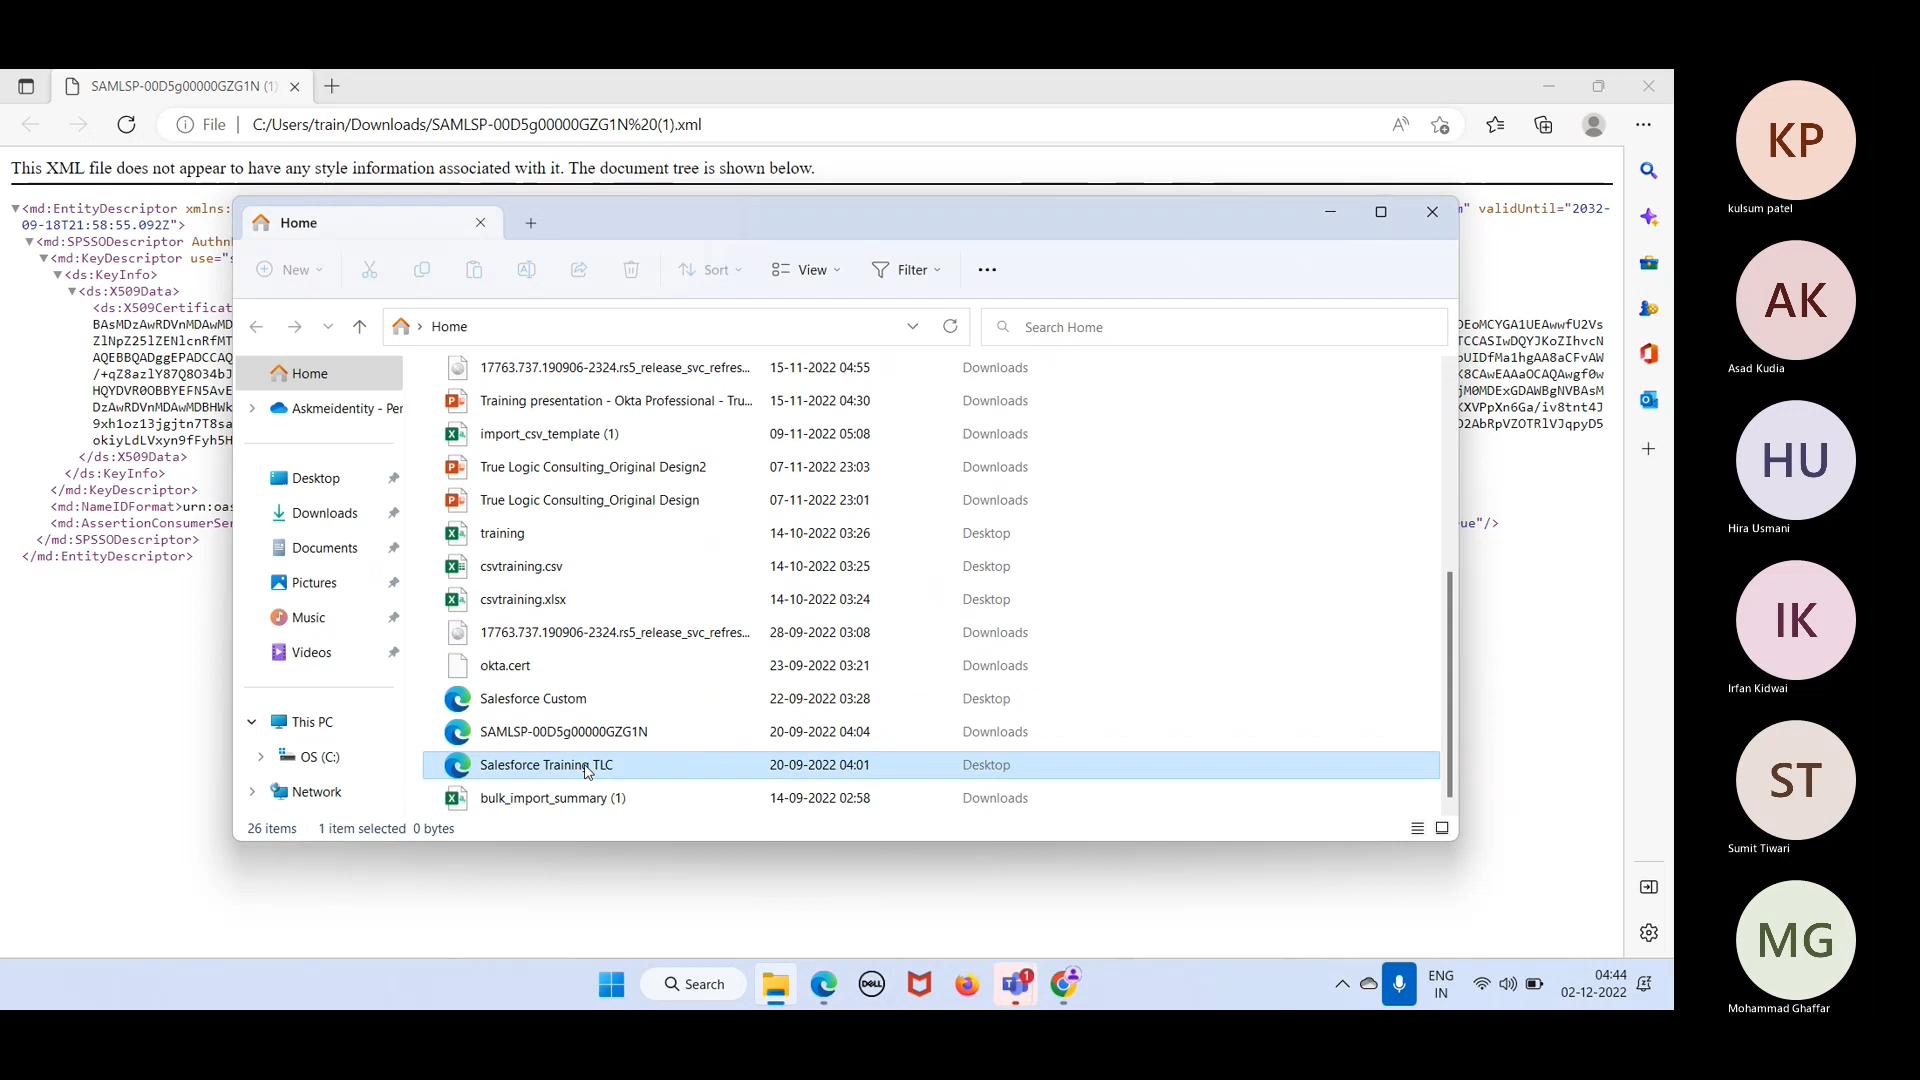 SAMLSP-00D5g00000GZG1N (1)
File
C:/Users/train/Downloads/SAMLSP-00D5g00000GZG1N%20(1).xml
This XML file does not appear to have any style information associated with it. The document tree is shown below.
<md:EntityDescriptor xmlns:
validUntil="2032-
09-18T21:58:55.092Z">
<md:SPSSODescriptor
<md:KeyDescriptor use="s
<ds:KeyInfo>
<ds:X509Data>
<ds:X509Certificat
</ds:X509Data>
</ds:KeyInfo>
</md:KeyDescriptor>
<md:NameIDFormat>urn:oas
<md:AssertionConsumerSer
ue"/>
</md:SPSSODescriptor>
</md:EntityDescriptor>
Home
New
Sort
View
Filter
Home
Search Home
Home
Askmeidentity - Per
Desktop
Downloads
Documents
Pictures
Music
Videos
This PC
OS (C:)
Network
17763.737.190906-2324.rs5_release_svc_refres... 15-11-2022 04:55 Downloads
Training presentation - Okta Professional - Tru... 15-11-2022 04:30 Downloads
import_csv_template (1) 09-11-2022 05:08 Downloads
True Logic Consulting_Original Design2 07-11-2022 23:03 Downloads
True Logic Consulting_Original Design 07-11-2022 23:01 Downloads
training 14-10-2022 03:26 Desktop
csvtraining.csv 14-10-2022 03:25 Desktop
csvtraining.xlsx 14-10-2022 03:24 Desktop
17763.737.190906-2324.rs5_release_svc_refres... 28-09-2022 03:08 Downloads
okta.cert 23-09-2022 03:21 Downloads
Salesforce Custom 22-09-2022 03:28 Desktop
SAMLSP-00D5g00000GZG1N 20-09-2022 04:04 Downloads
Salesforce Training TLC 20-09-2022 04:01 Desktop
bulk_import_summary (1) 14-09-2022 02:58 Downloads
26 items 1 item selected 0 bytes
Search
DELL
1
ENG
IN
04:44
02-12-2022
KP
kulsum patel
AK
Asad Kudia
HU
Hira Usmani
IK
Irfan Kidwai
ST
Sumit Tiwari
MG
Mohammad Ghaffar